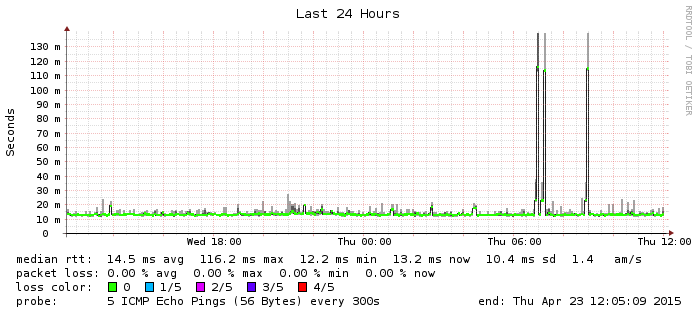 Last 24 Hours
RRDTOOL / TOBI OETIKER
Seconds
130 m
120 m
110 m
100 m
90 m
80 m
70 m
60 m
50 m
40 m
30 m
20 m
10 m
0
Wed 18:00 Thu 00:00 Thu 06:00 Thu 12:00
median rtt: 14.5 ms avg 116.2 ms max 12.2 ms min 13.2 ms now 10.4 ms sd 1.4 am/s
packet loss: 0.00 % avg 0.00 % max 0.00 % min 0.00 % now
loss color: 0 1/5 2/5 3/5 4/5
probe: 5 ICMP Echo Pings (56 Bytes) every 300s end: Thu Apr 23 12:05:09 2015